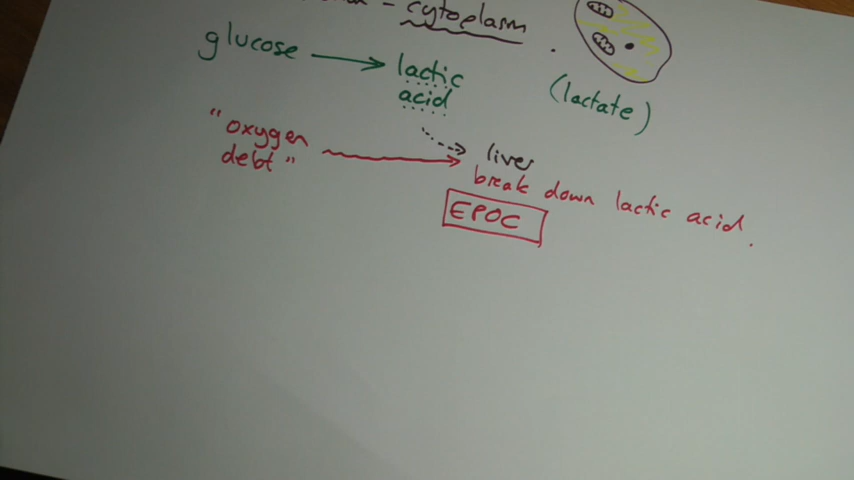 - cytoplasm
glucose → lactic
acid
(lactate)
"oxygen
debt" → liver
break down lactic acid.
EPOC